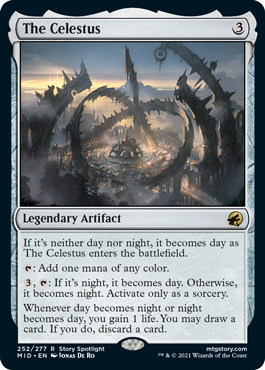 The Celestus 3
Legendary Artifact
If it's neither day nor night, it becomes day as
The Celestus enters the battlefield.
: Add one mana of any color.
3, : If it's night, it becomes day. Otherwise,
it becomes night. Activate only as a sorcery.
Whenever day becomes night or night
becomes day, you gain 1 life. You may draw a
card. If you do, discard a card.
252/277 R Story Spotlight mtgstory.com
MID • EN Jonas De Ro ™ & © 2021 Wizards of the Coast